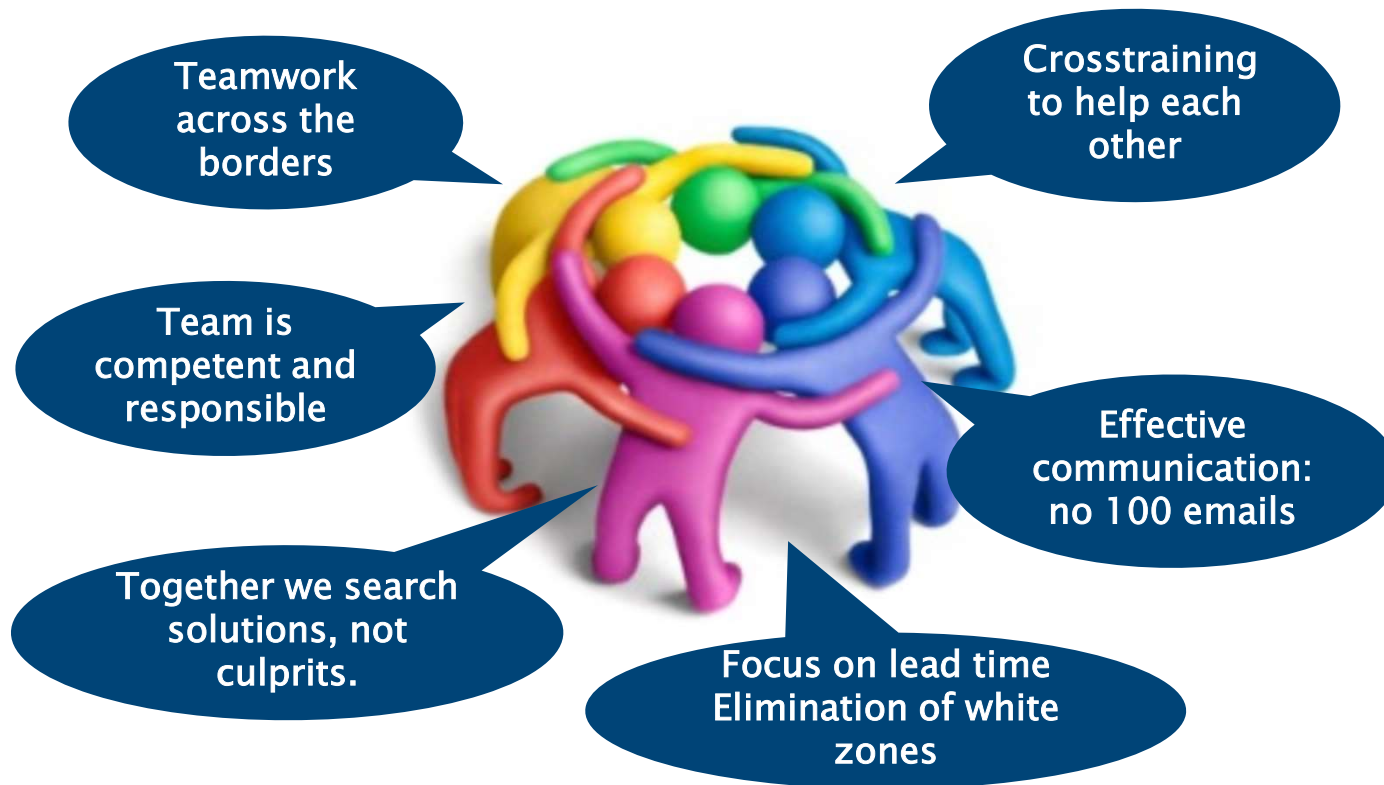 Teamwork
across the
borders
Crosstraining
to help each
other
Team is
competent and
responsible
Effective
communication:
no 100 emails
Together we search
solutions, not
culprits.
Focus on lead time
Elimination of white
zones